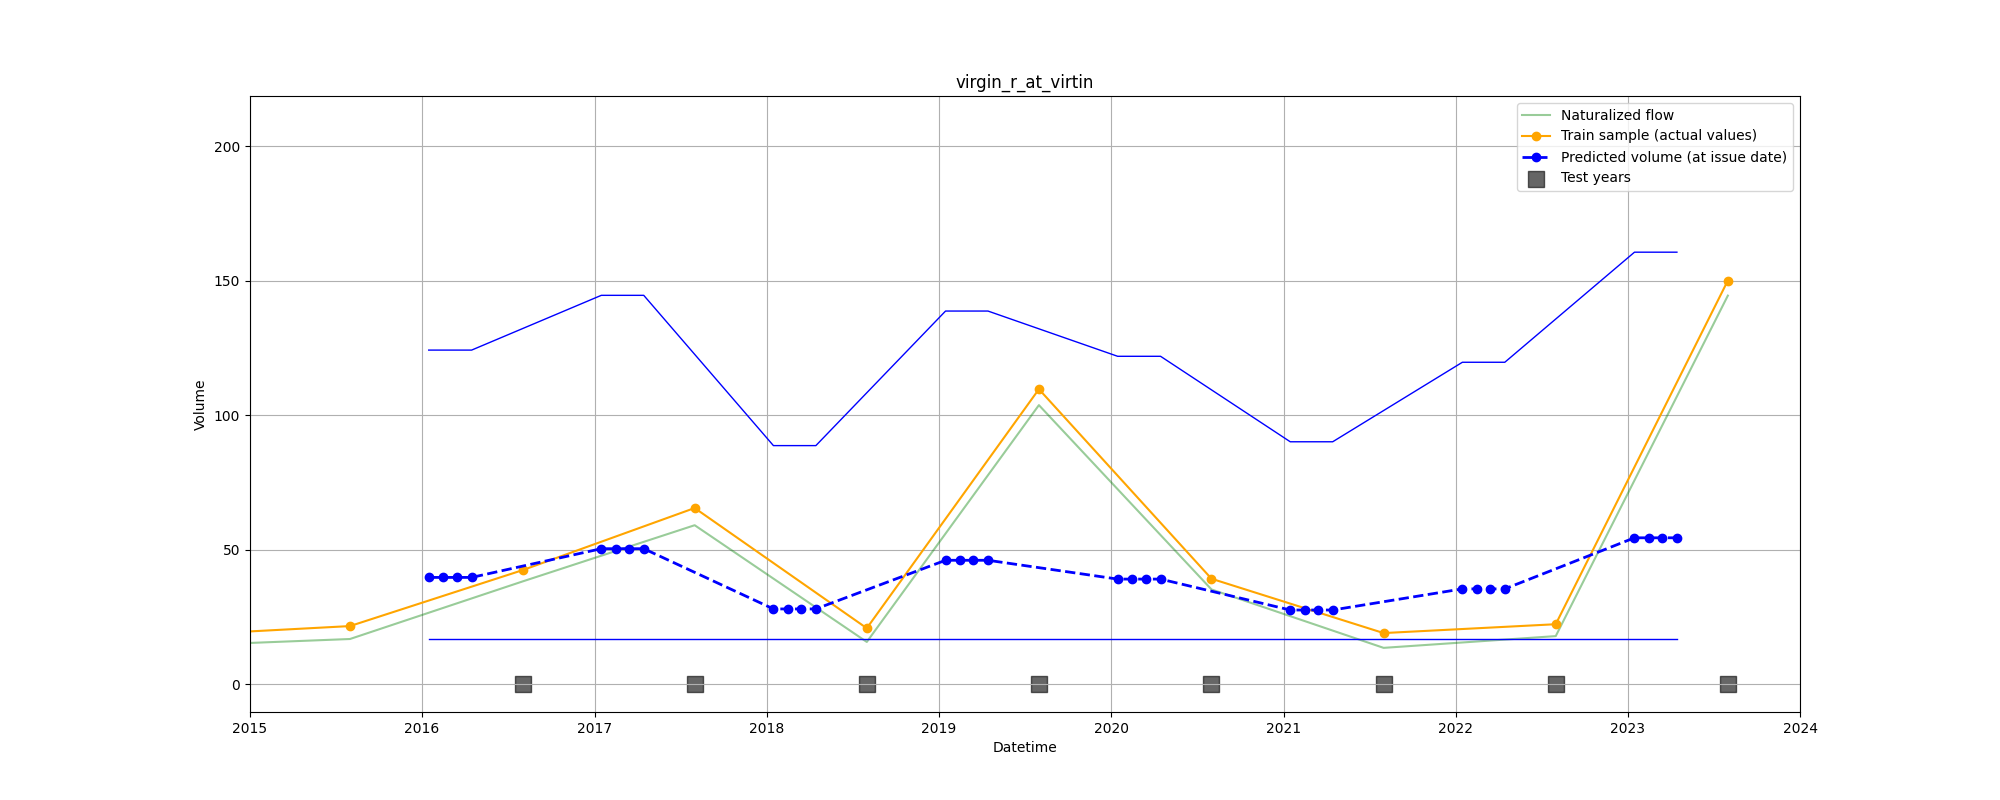 virgin_r_at_virtin
Naturalized flow
Train sample (actual values)
Predicted volume (at issue date)
Test years
200
150
100
50
0
Volume
2015 2016 2017 2018 2019 2020 2021 2022 2023 2024
Datetime